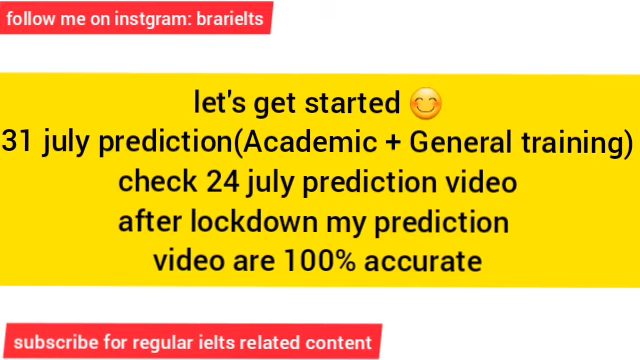 follow me on instgram: brarielts
let's get started 😊
31 july prediction(Academic + General training)
check 24 july prediction video
after lockdown my prediction
video are 100% accurate
subscribe for regular ielts related content